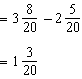 = 3 8/20 − 2 5/20
= 1 3/20